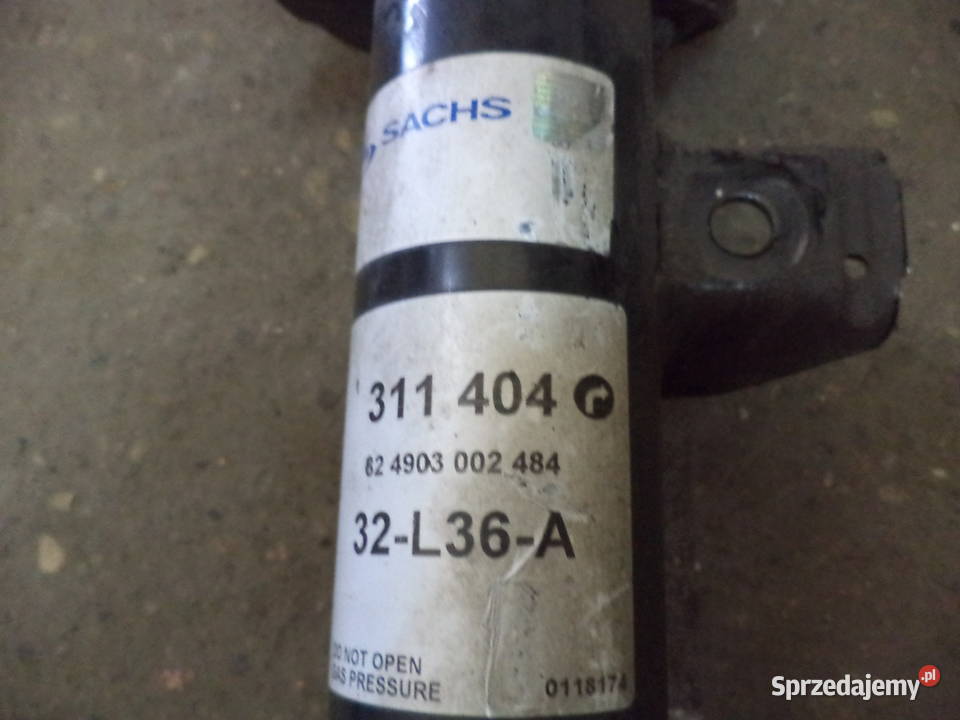 SACHS
311 404
62 4903 002 484
32-L36-A
DO NOT OPEN
GAS PRESSURE
0118174
Sprzedajemy.pl